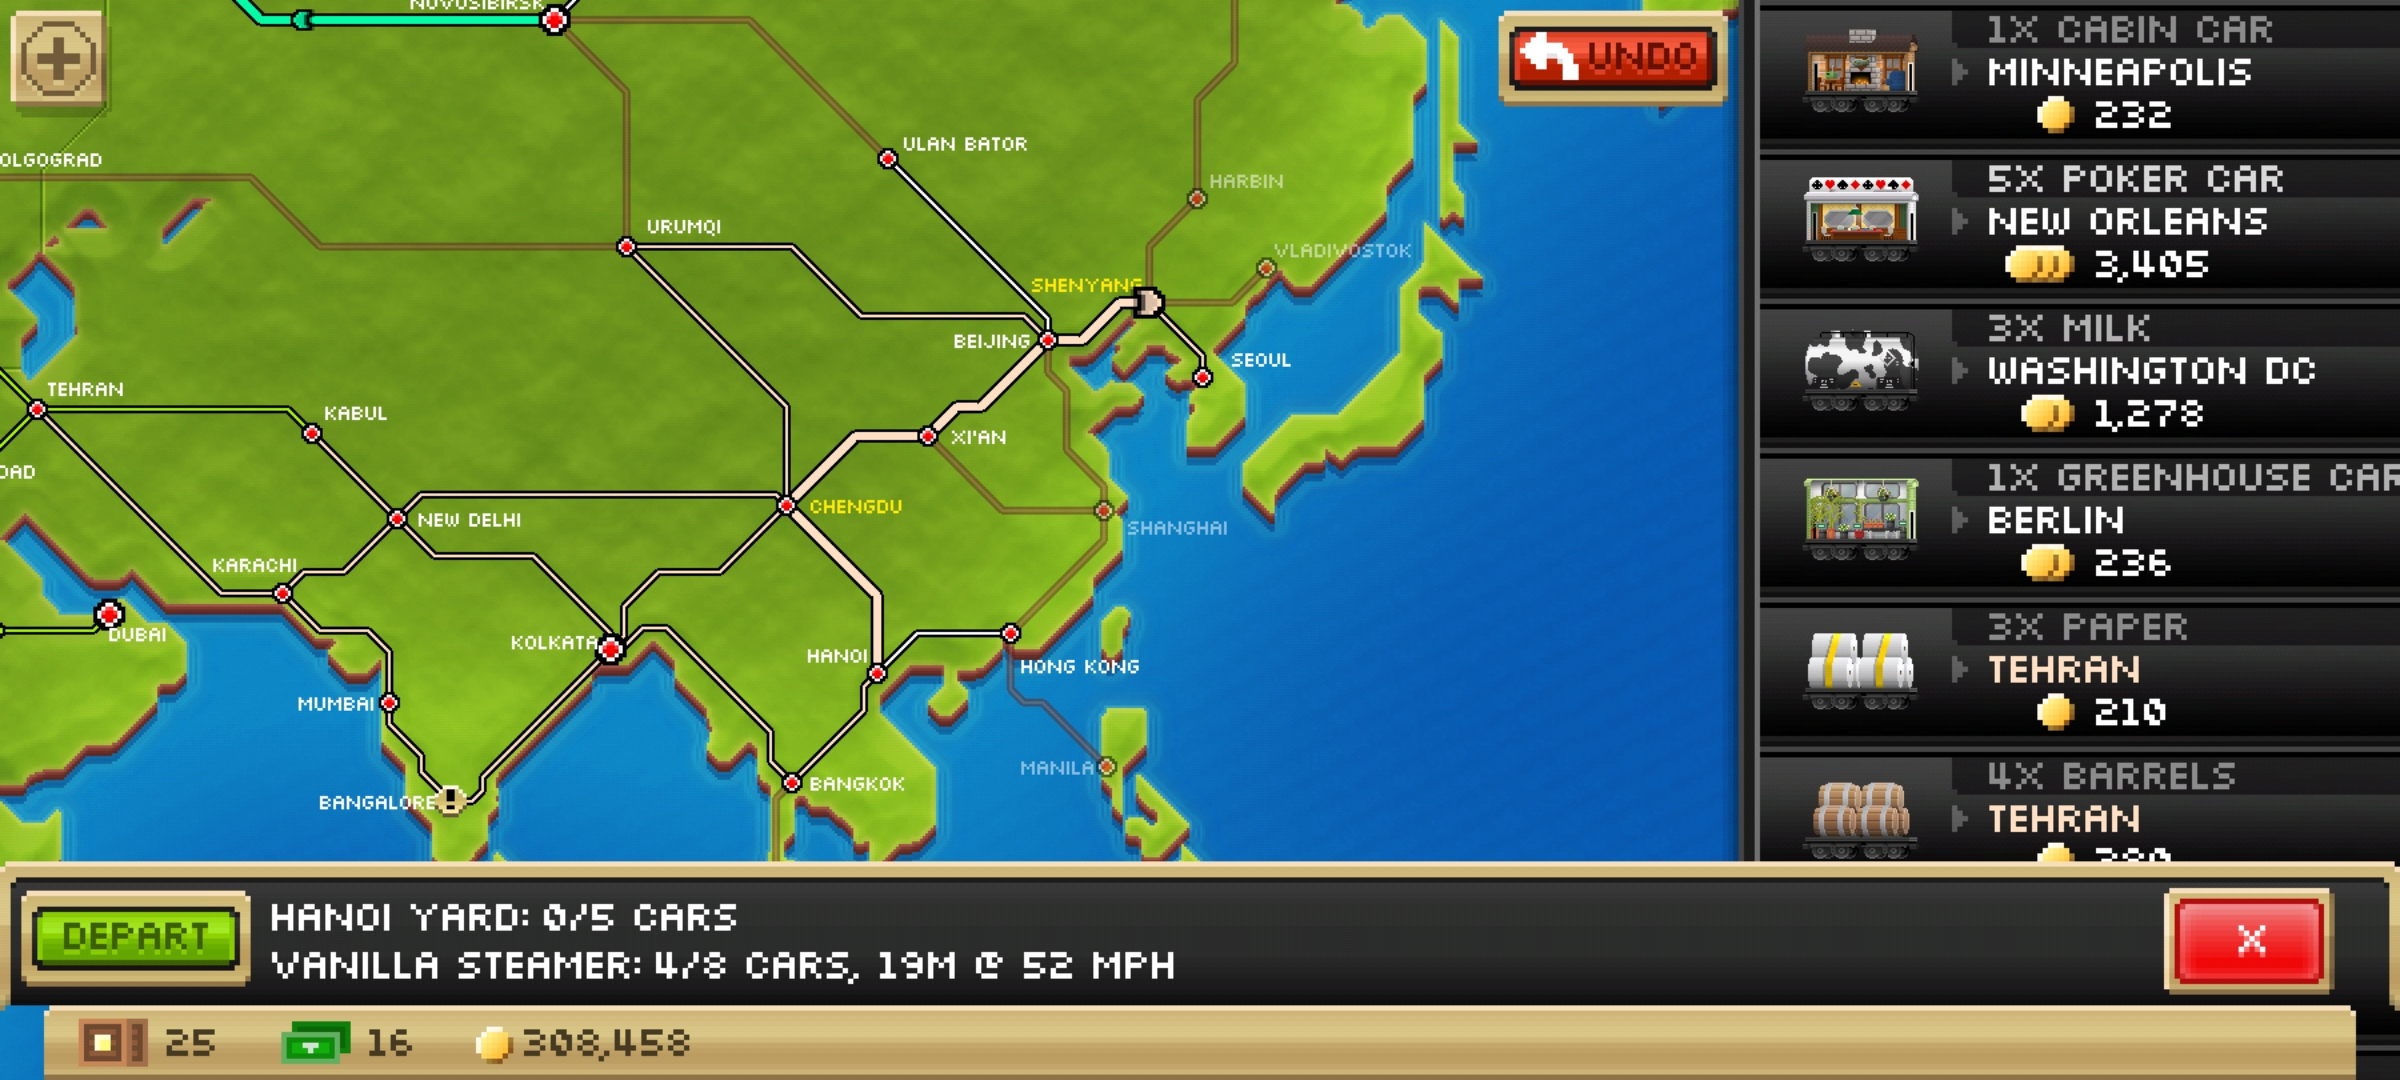 NOVOSIBIRSK
UNDO
ULAN BATOR
OLGOGRAD
HARBIN
URUMQI
VLADIVOSTOK
SHENYANG
BEIJING
SEOUL
TEHRAN
KABUL
XI'AN
OAD
CHENGDU
NEW DELHI
SHANGHAI
KARACHI
DUBAI
KOLKATA
HANOI
HONG KONG
MUMBAI
MANILA
BANGKOK
BANGALORE
1X CABIN CAR
MINNEAPOLIS
232
5X POKER CAR
NEW ORLEANS
3,405
3X MILK
WASHINGTON DC
1,278
1X GREENHOUSE CAR
BERLIN
236
3X PAPER
TEHRAN
210
4X BARRELS
TEHRAN
DEPART
HANOI YARD: 0/5 CARS
VANILLA STEAMER: 4/8 CARS, 19M @ 52 MPH
X
25
16
308,458